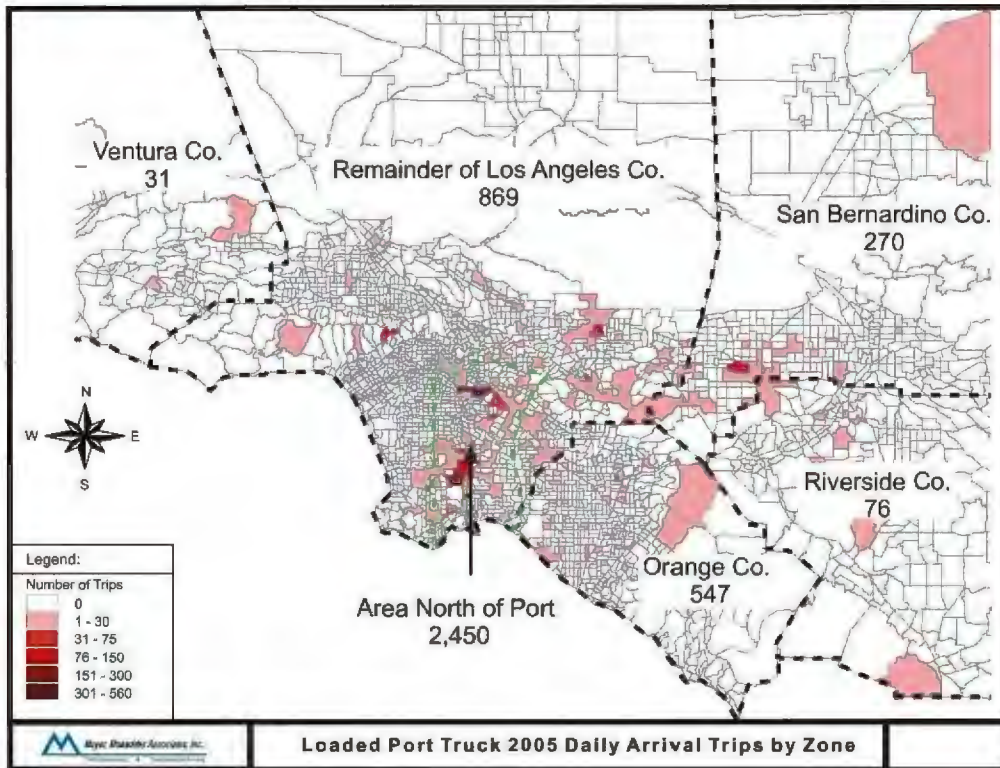 Ventura Co.
31
Remainder of Los Angeles Co.
869
San Bernardino Co.
270
N
W
E
S
Riverside Co.
76
Orange Co.
547
Area North of Port
2,450
Legend:
Number of Trips
0
1 - 30
31 - 75
76 - 150
151 - 300
301 - 560
Associates, Inc.
Loaded Port Truck 2005 Daily Arrival Trips by Zone